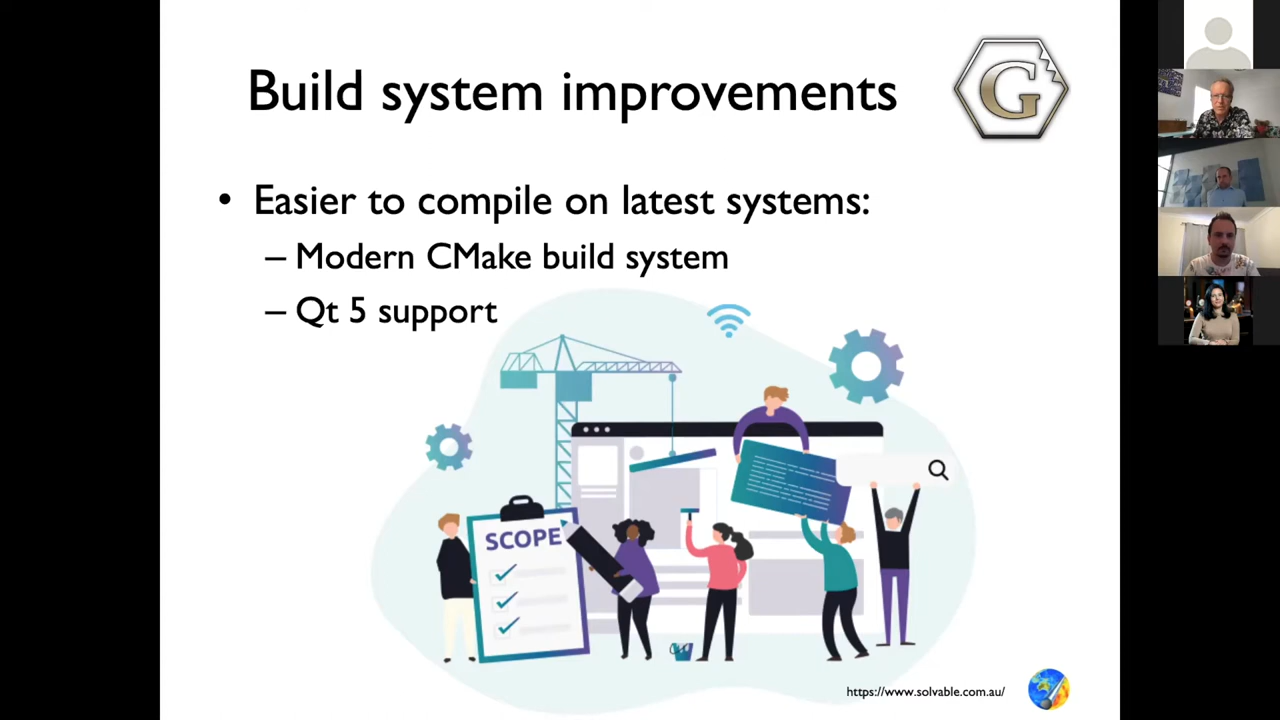 Build system improvements
G
• Easier to compile on latest systems:
– Modern CMake build system
– Qt 5 support
SCOPE
https://www.solvable.com.au/